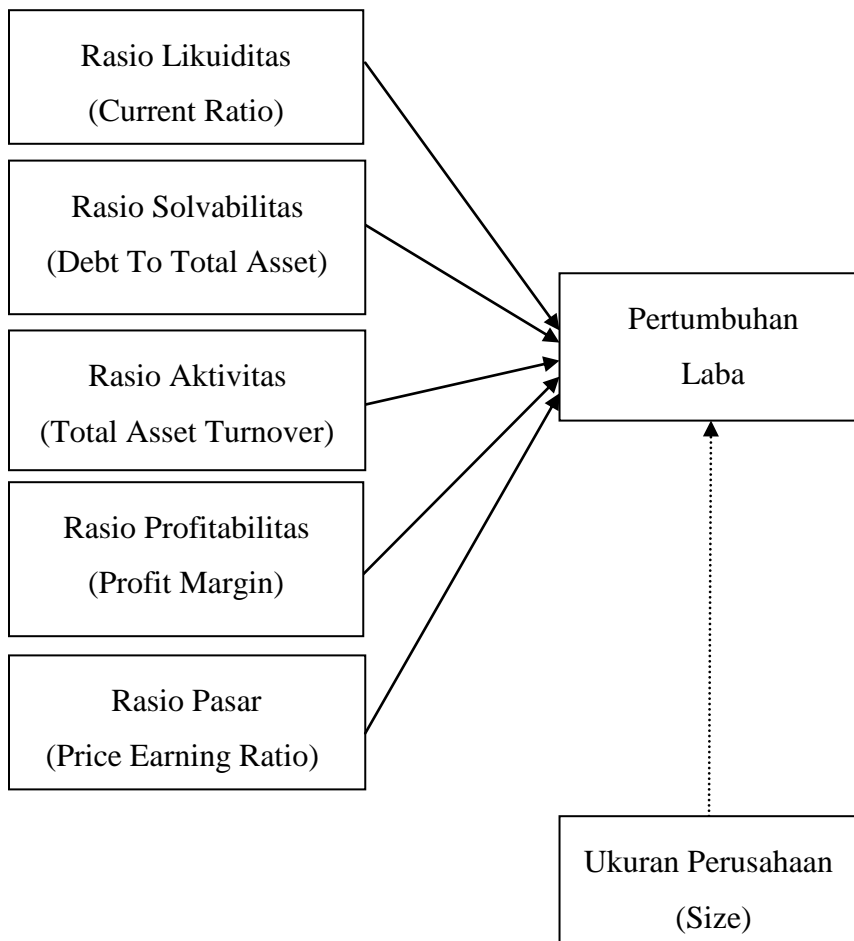 Rasio Likuiditas
(Current Ratio)
Rasio Solvabilitas
(Debt To Total Asset)
Rasio Aktivitas
(Total Asset Turnover)
Rasio Profitabilitas
(Profit Margin)
Rasio Pasar
(Price Earning Ratio)
Pertumbuhan
Laba
Ukuran Perusahaan
(Size)